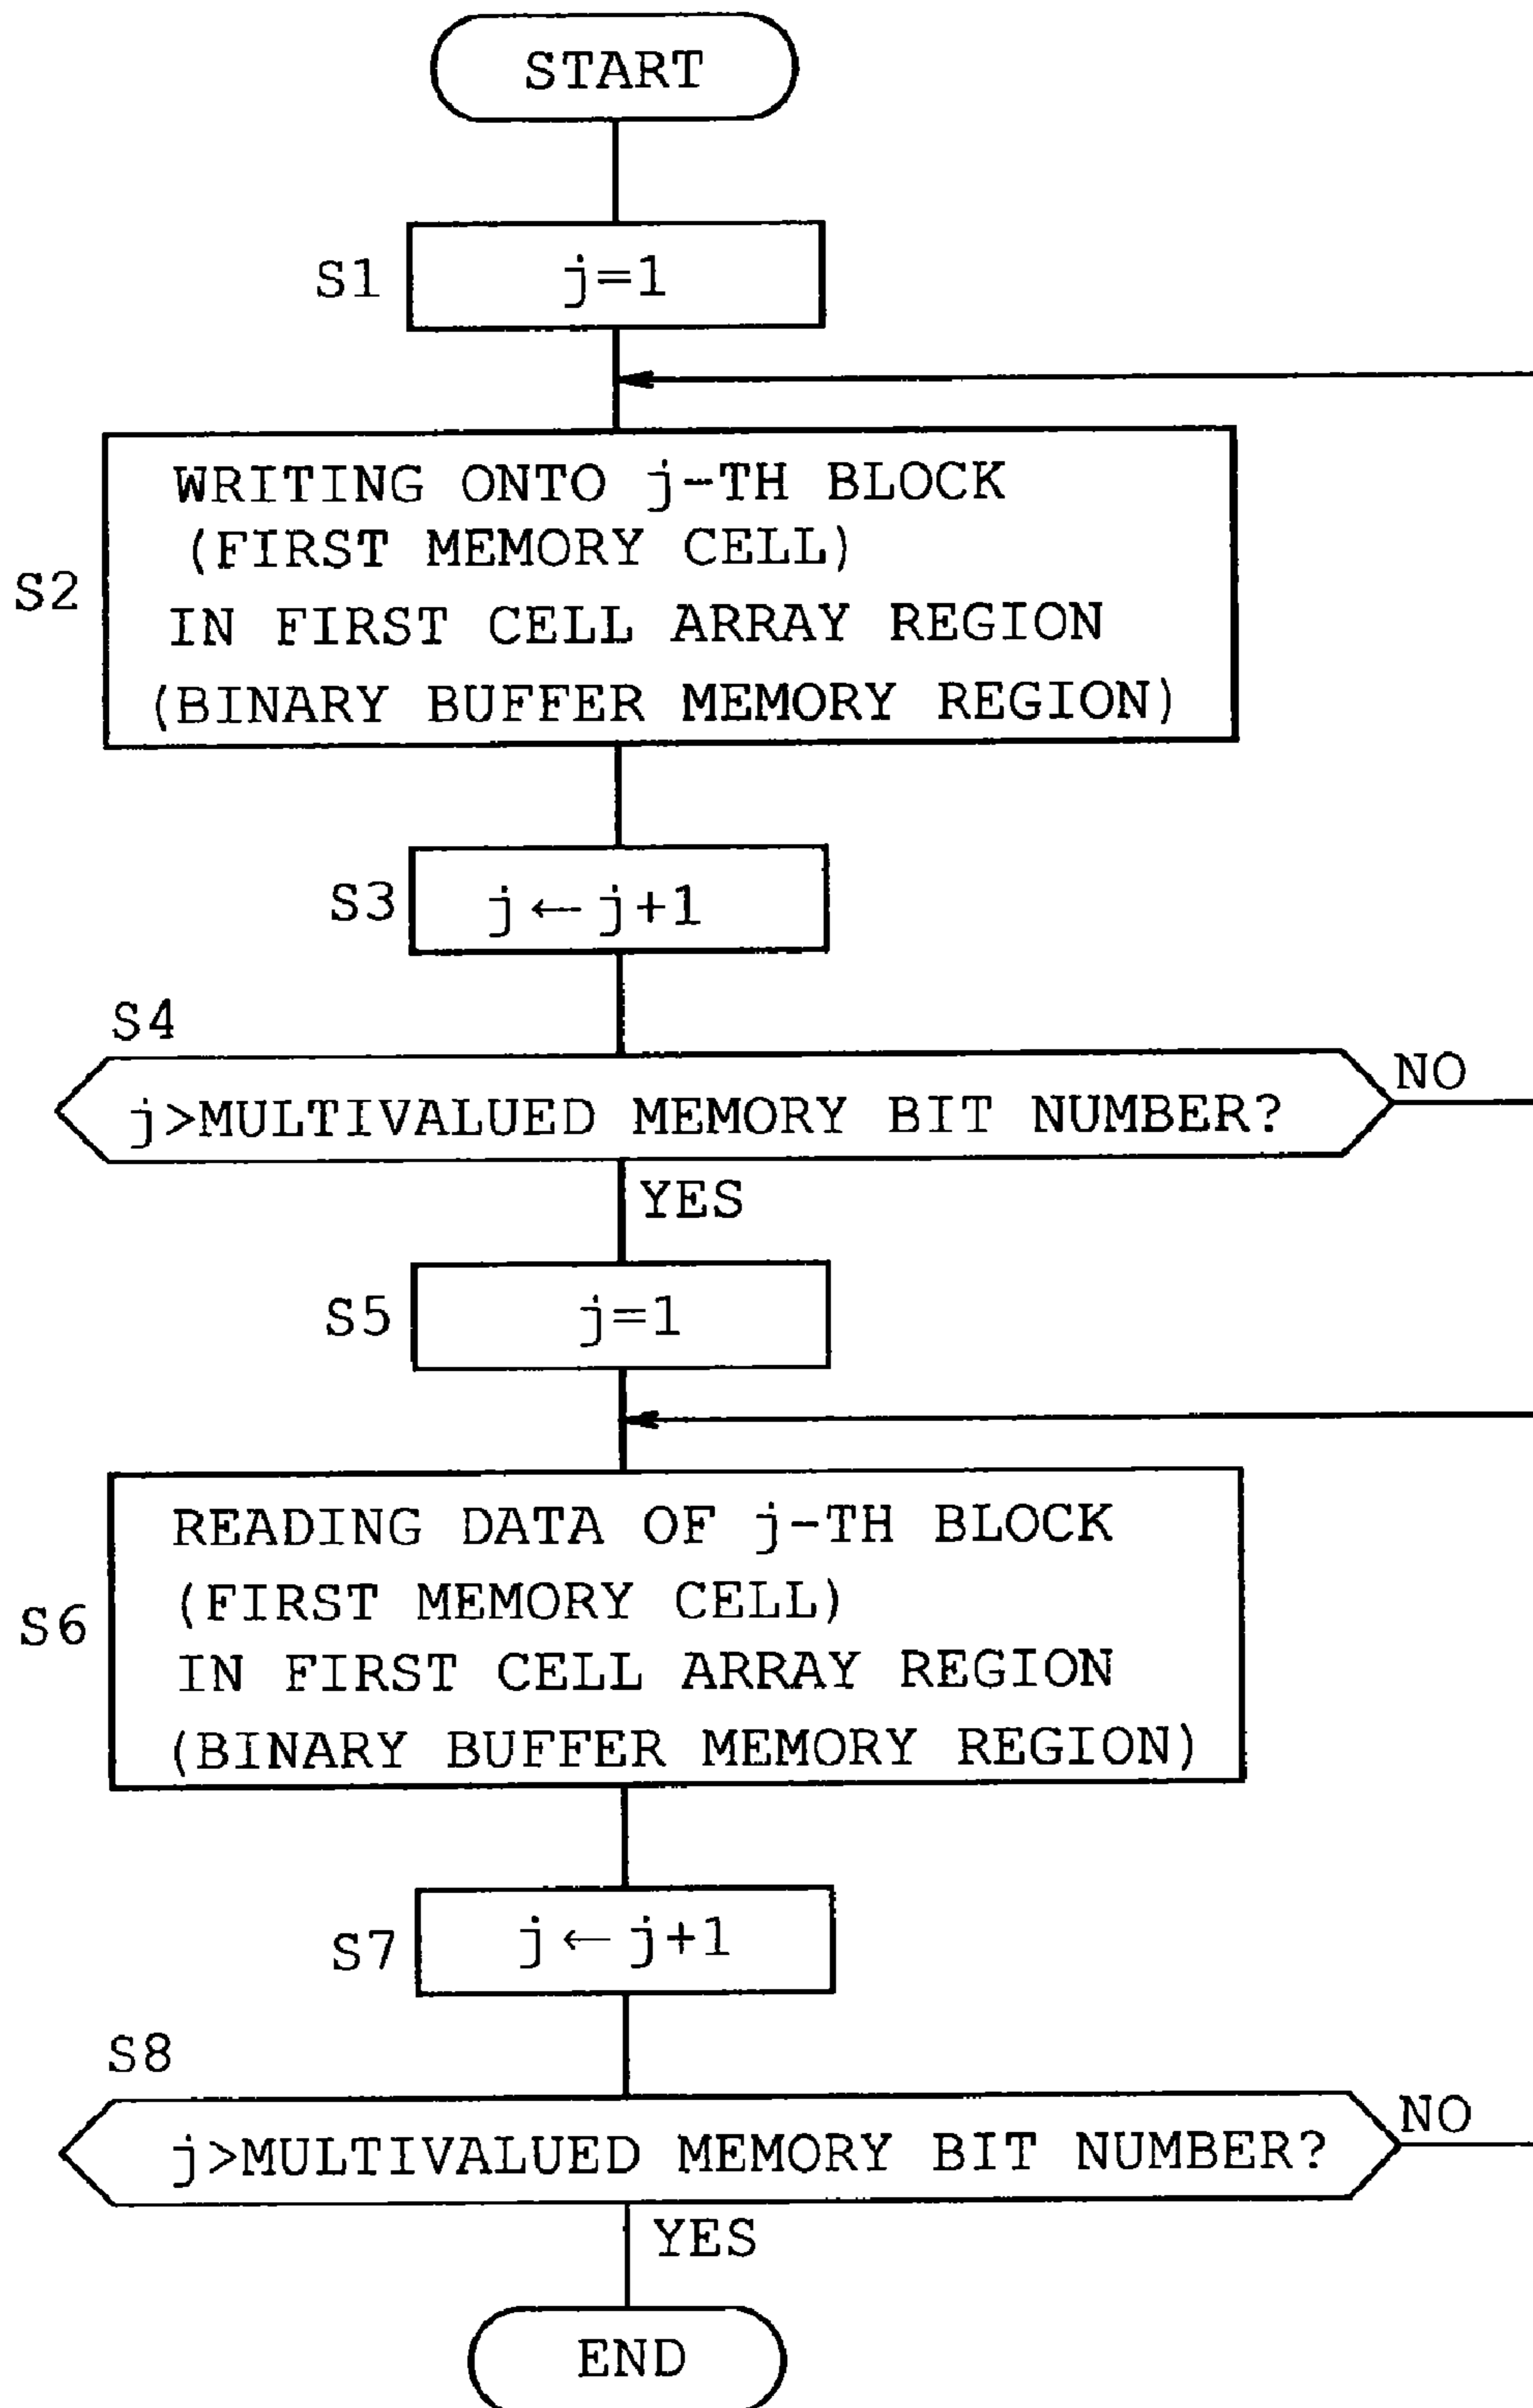 START
S1
j=1
WRITING ONTO j-TH BLOCK
(FIRST MEMORY CELL)
S2
IN FIRST CELL ARRAY REGION
(BINARY BUFFER MEMORY REGION)
S3
j←j+1
S4
j>MULTIVALUED MEMORY BIT NUMBER?
NO
YES
S5
j=1
READING DATA OF j-TH BLOCK
(FIRST MEMORY CELL)
S6
IN FIRST CELL ARRAY REGION
(BINARY BUFFER MEMORY REGION)
S7
j←j+1
S8
j>MULTIVALUED MEMORY BIT NUMBER?
NO
YES
END